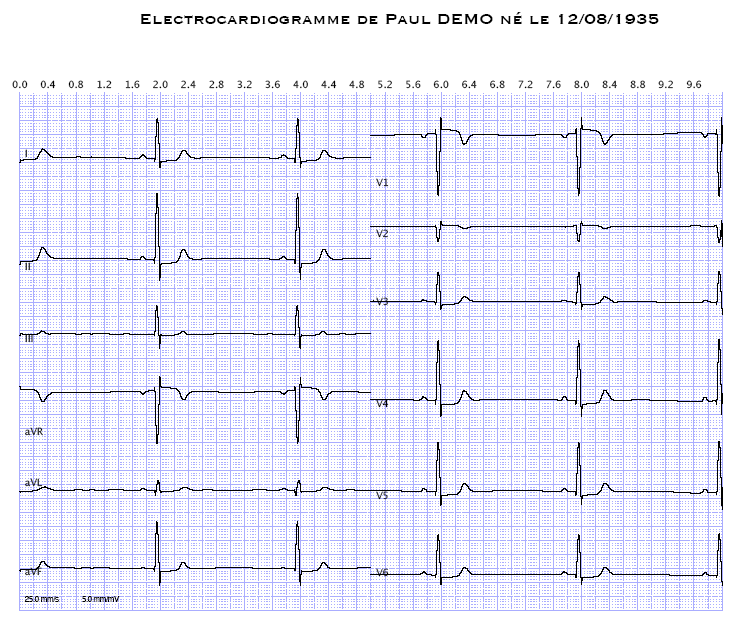 Electrocardiogramme de Paul DEMO né le 12/08/1935
0.0 0.4 0.8 1.2 1.6 2.0 2.4 2.8 3.2 3.6 4.0 4.4 4.8 5.2 5.6 6.0 6.4 6.8 7.2 7.6 8.0 8.4 8.8 9.2 9.6
I
V1
II
V2
III
V3
aVR
V4
aVL
V5
aVF
V6
25.0 mm/s 5.0 mm/mV